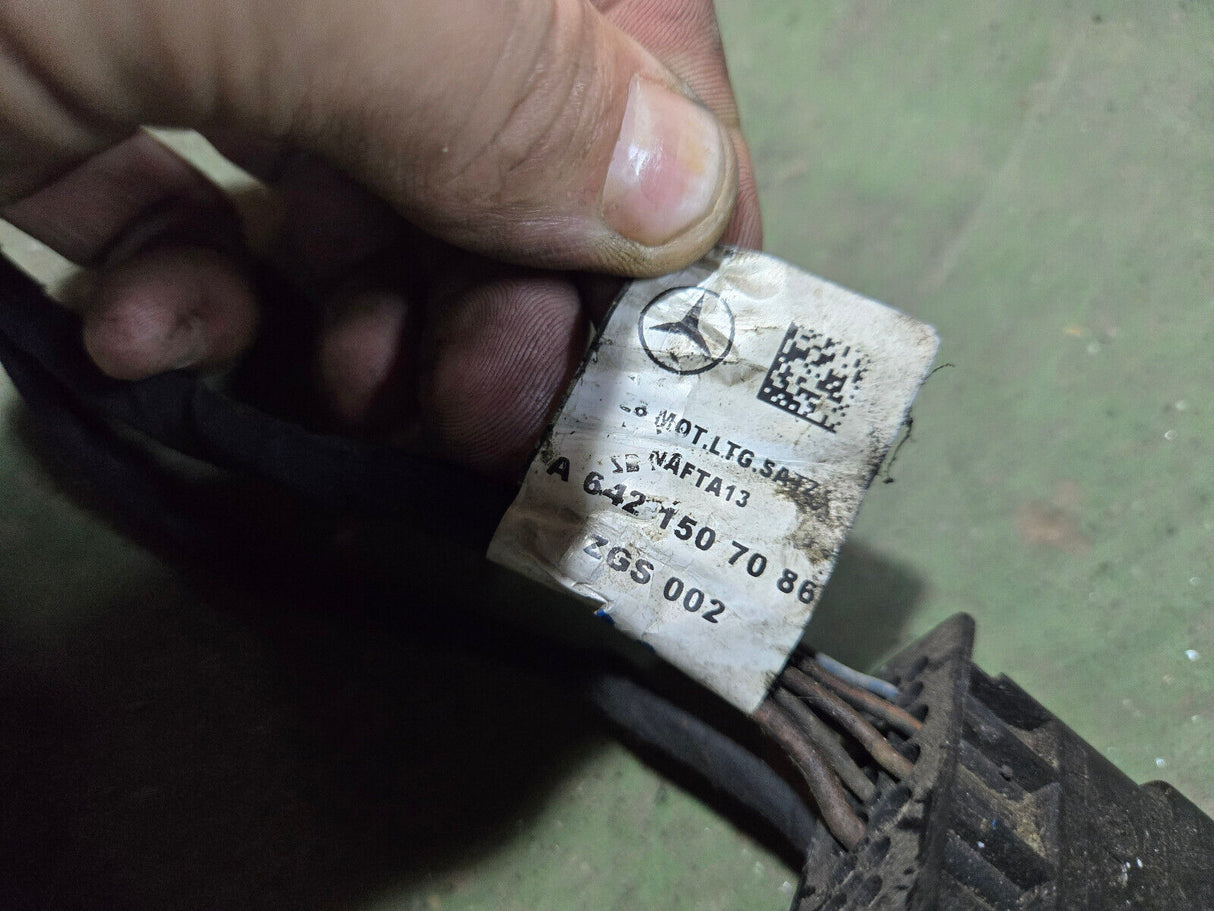 MOT.LTG.SATZ
NAFTA13
A 642 150 70 86
ZGS 002